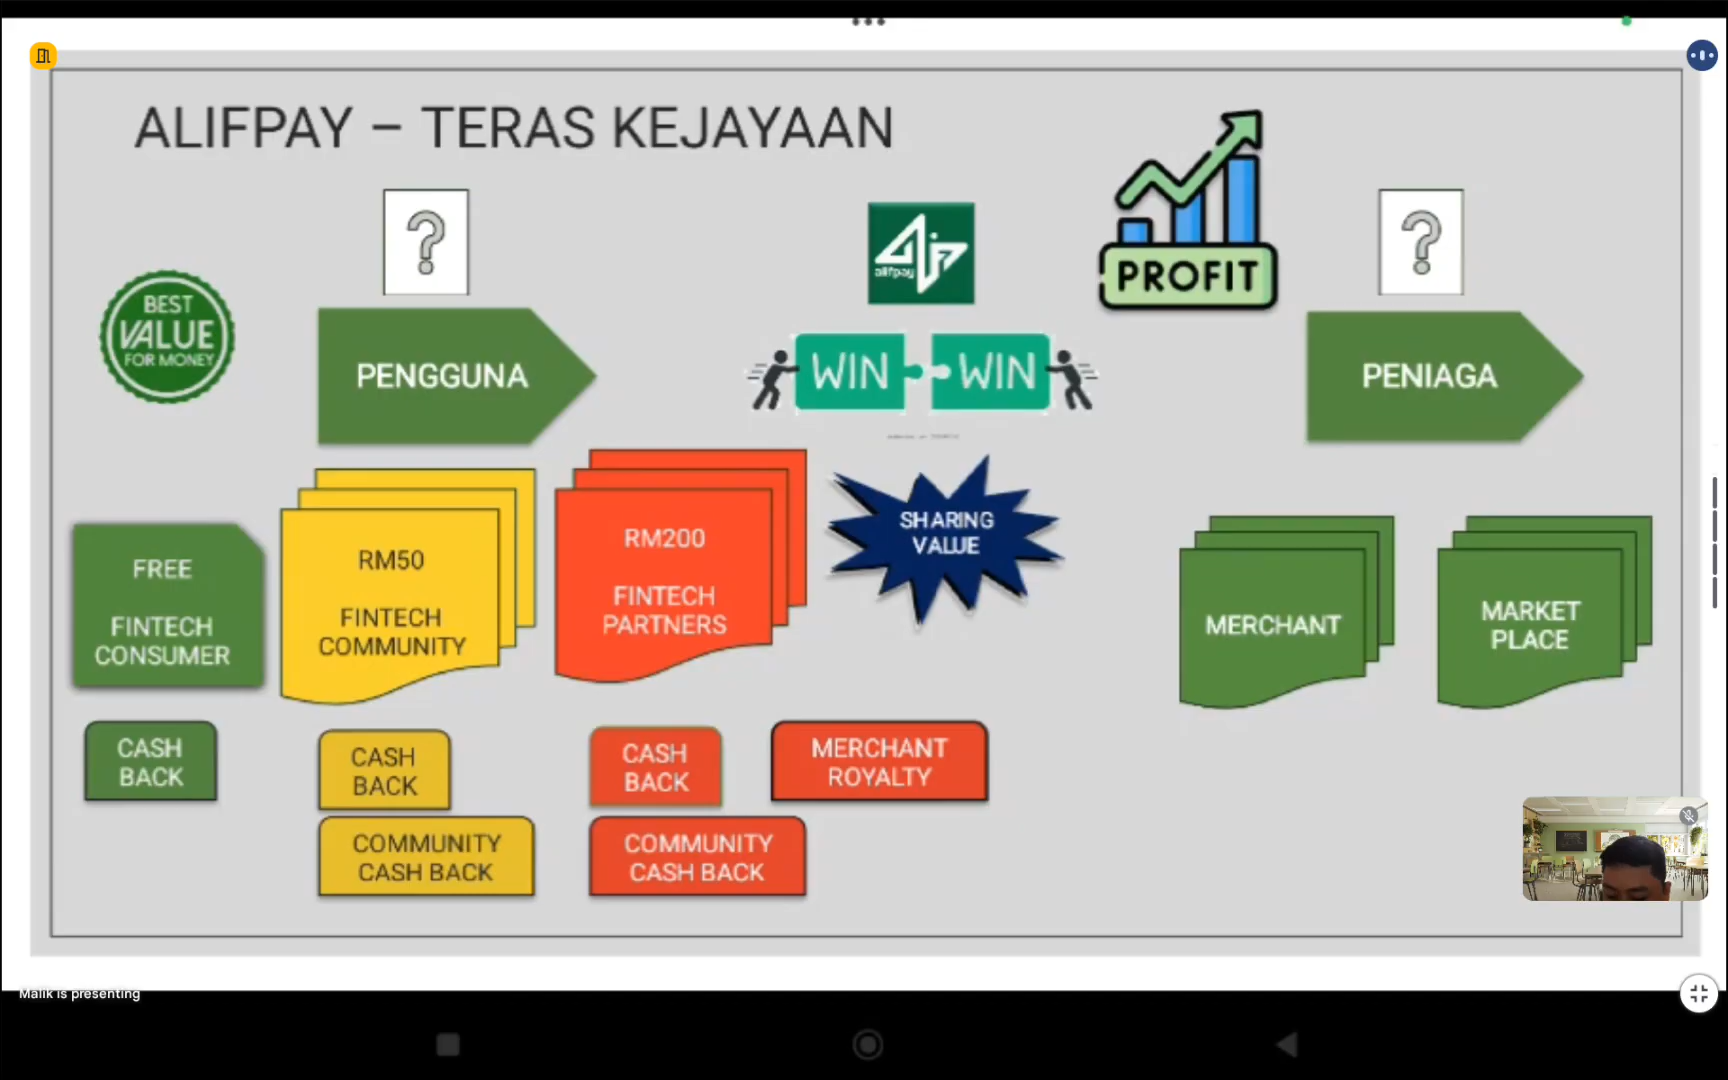 ALIFPAY – TERAS KEJAYAAN
?
alifpay
PROFIT
?
BEST
VALUE
FOR MONEY
PENGGUNA
WIN WIN
PENIAGA
FREE
FINTECH
CONSUMER
RM50
FINTECH
COMMUNITY
RM200
FINTECH
PARTNERS
SHARING
VALUE
MERCHANT
MARKET
PLACE
CASH
BACK
CASH
BACK
COMMUNITY
CASH BACK
CASH
BACK
COMMUNITY
CASH BACK
MERCHANT
ROYALTY
Malik is presenting